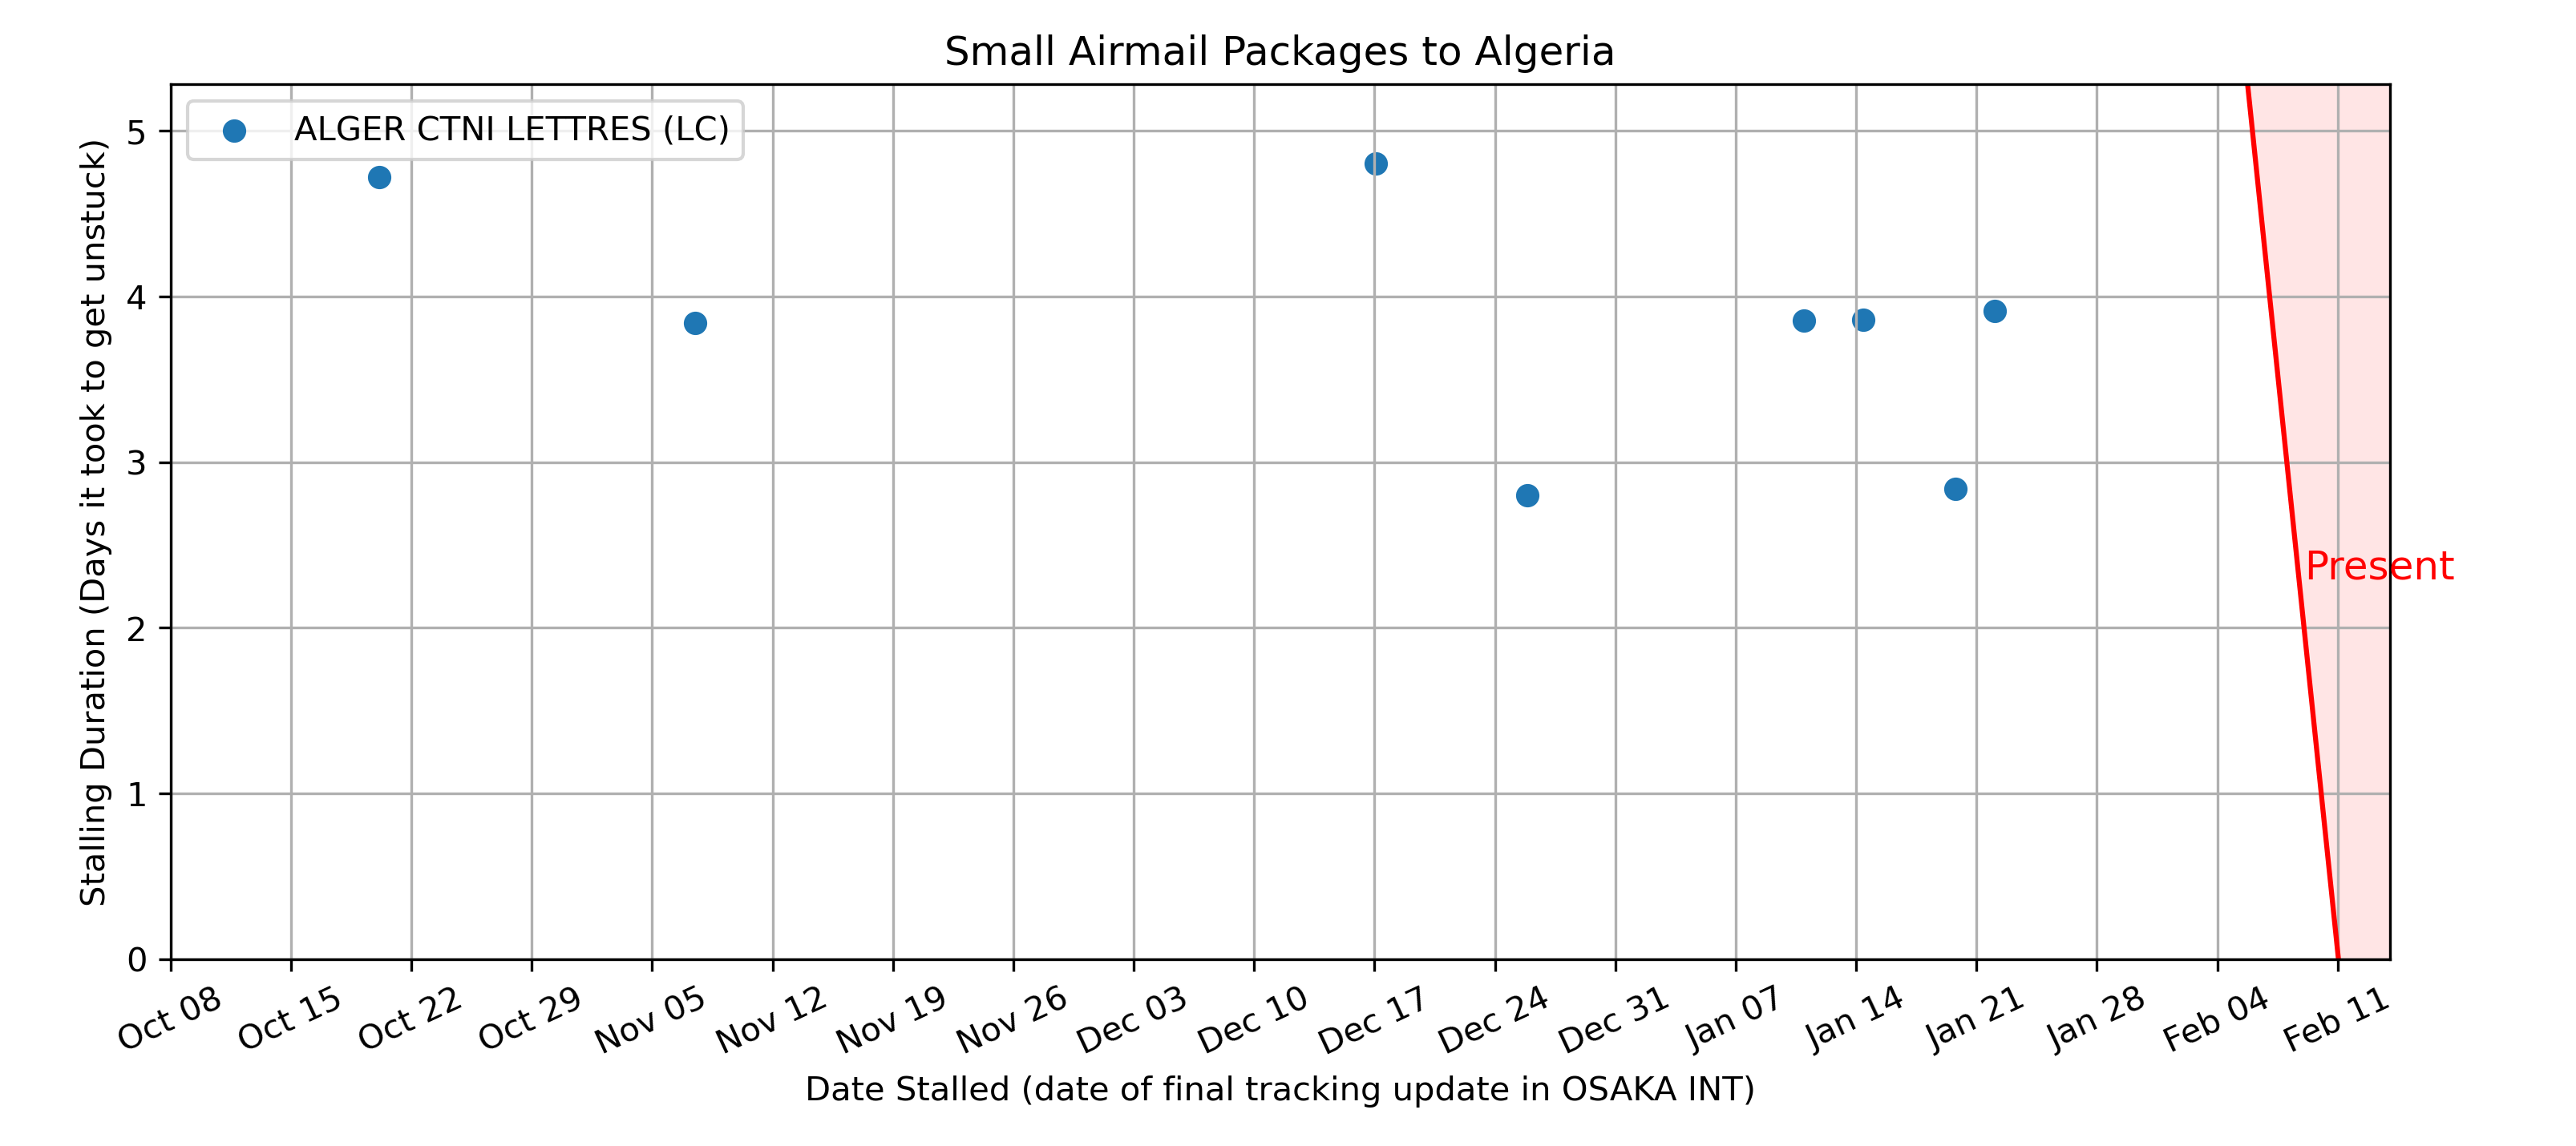 Small Airmail Packages to Algeria
ALGER CTNI LETTRES (LC)
Stalling Duration (Days it took to get unstuck)
5
4
3
2
1
0
Present
Oct 08
Oct 15
Oct 22
Oct 29
Nov 05
Nov 12
Nov 19
Nov 26
Dec 03
Dec 10
Dec 17
Dec 24
Dec 31
Jan 07
Jan 14
Jan 21
Jan 28
Feb 04
Feb 11
Date Stalled (date of final tracking update in OSAKA INT)